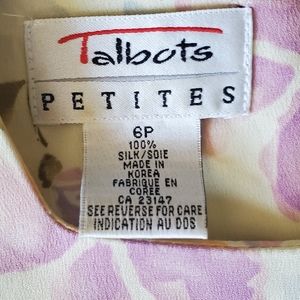 Talbots
PETITES
6P
100%
SILK/SOIE
MADE IN
KOREA
FABRIQUE EN
COREE
CA 23147
SEE REVERSE FOR CARE
INDICATION AU DOS